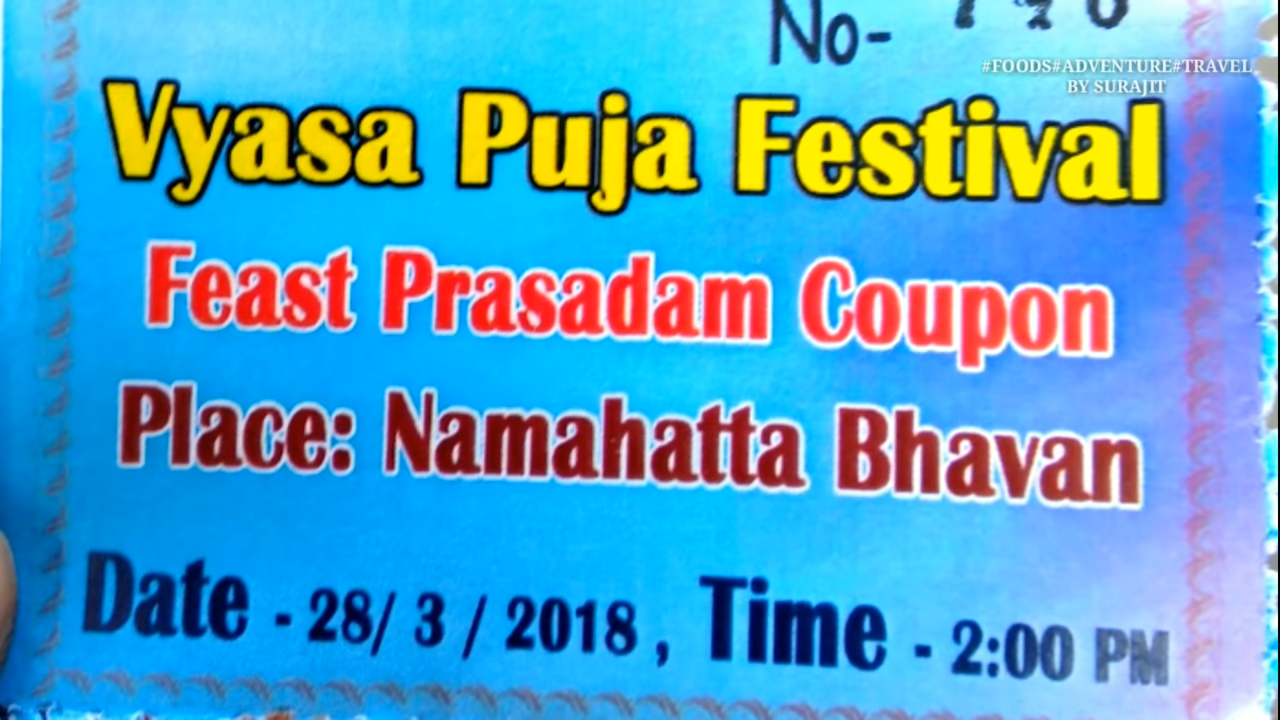 No-
#FOODS#ADVENTURE#TRAVEL
BY SURAJIT
Vyasa Puja Festival
Feast Prasadam Coupon
Place: Namahatta Bhavan
Date - 28/ 3 / 2018 , Time - 2:00 PM